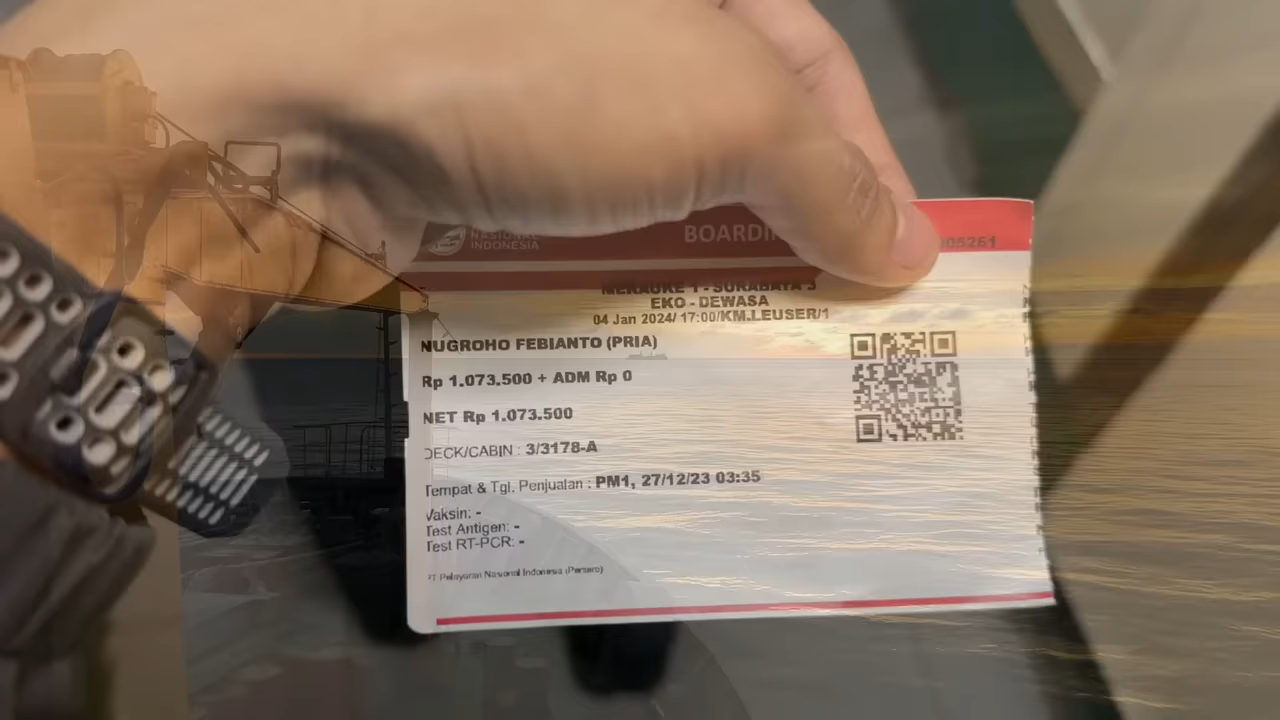 NASIONAL
INDONESIA
005261
MERAUKE 1 - SURABAYA 3
EKO - DEWASA
04 Jan 2024/ 17:00/KM.LEUSER/1
NUGROHO FEBIANTO (PRIA)
Rp 1.073.500 + ADM Rp 0
NET Rp 1.073.500
DECK/CABIN : 3/3178-A
Tempat & Tgl. Penjualan : PM1, 27/12/23 03:35
Vaksin: -
Test Antigen: -
Test RT-PCR: -
PT Pelayaran Nasional Indonesia (Persero)